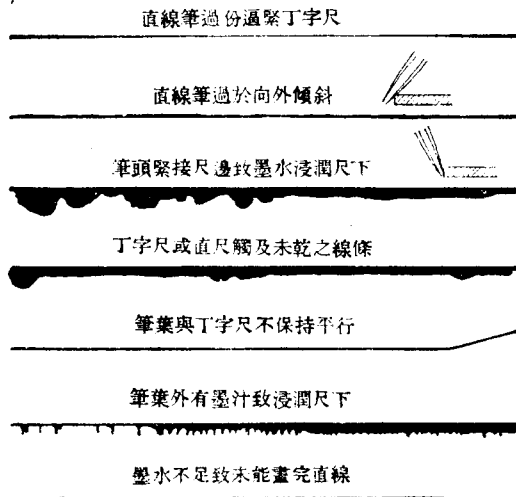 直線筆過份逼緊丁字尺
直線筆過於向外傾斜
筆頭緊接尺邊致墨水浸潤尺下
丁字尺或直尺觸及未乾之線條
筆葉與丁字尺不保持平行
筆葉外有墨汁致浸潤尺下
墨水不足致未能畫完直線